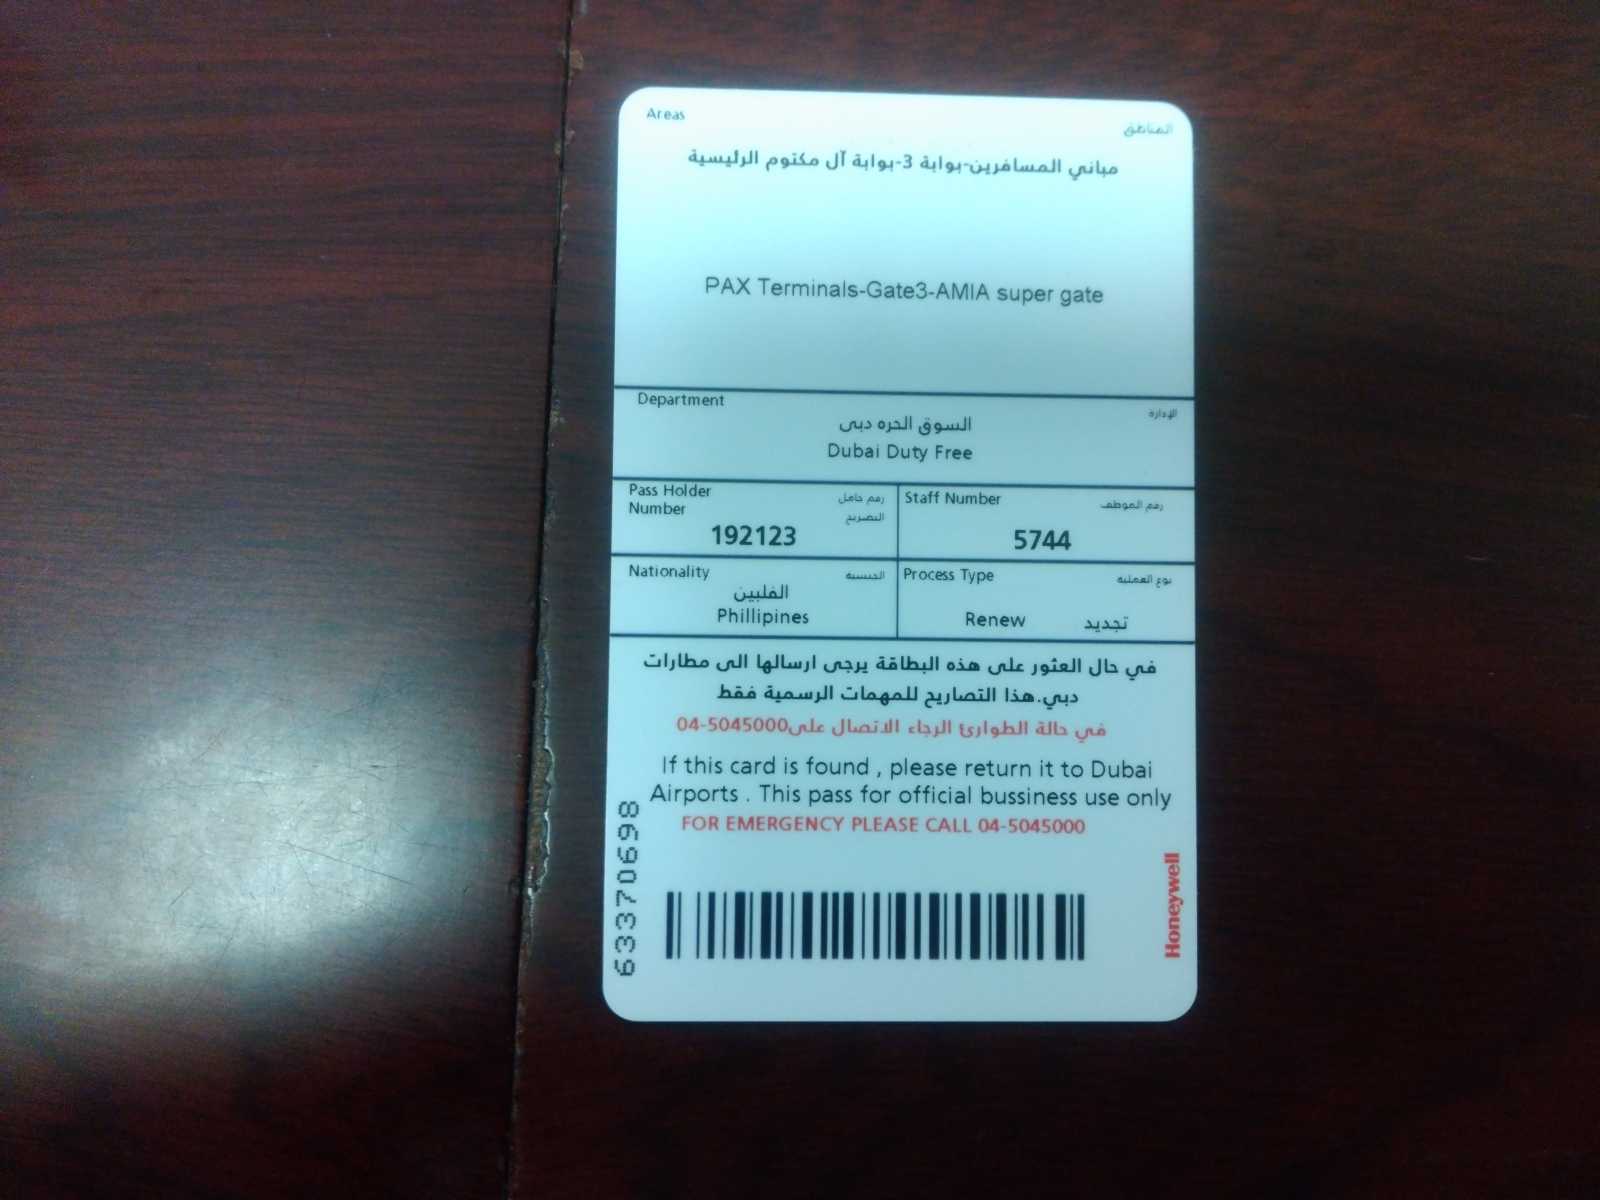 Areas
المناطق
مباني المسافرين-بوابة 3-بوابة آل مكتوم الرئيسية
PAX Terminals-Gate3-AMIA super gate
Department
الإدارة
السوق الحره دبى
Dubai Duty Free
Pass Holder
Number
رقم حامل
التصريح
192123
Staff Number
رقم الموظف
5744
Nationality
الجنسية
الفلبين
Phillipines
Process Type
نوع العملية
Renew
تجديد
في حال العثور على هذه البطاقة يرجى ارسالها الى مطارات
دبي.هذا التصاريح للمهمات الرسمية فقط
في حالة الطوارئ الرجاء الاتصال على04-5045000
If this card is found , please return it to Dubai
Airports . This pass for official bussiness use only
FOR EMERGENCY PLEASE CALL 04-5045000
63370698
Honeywell